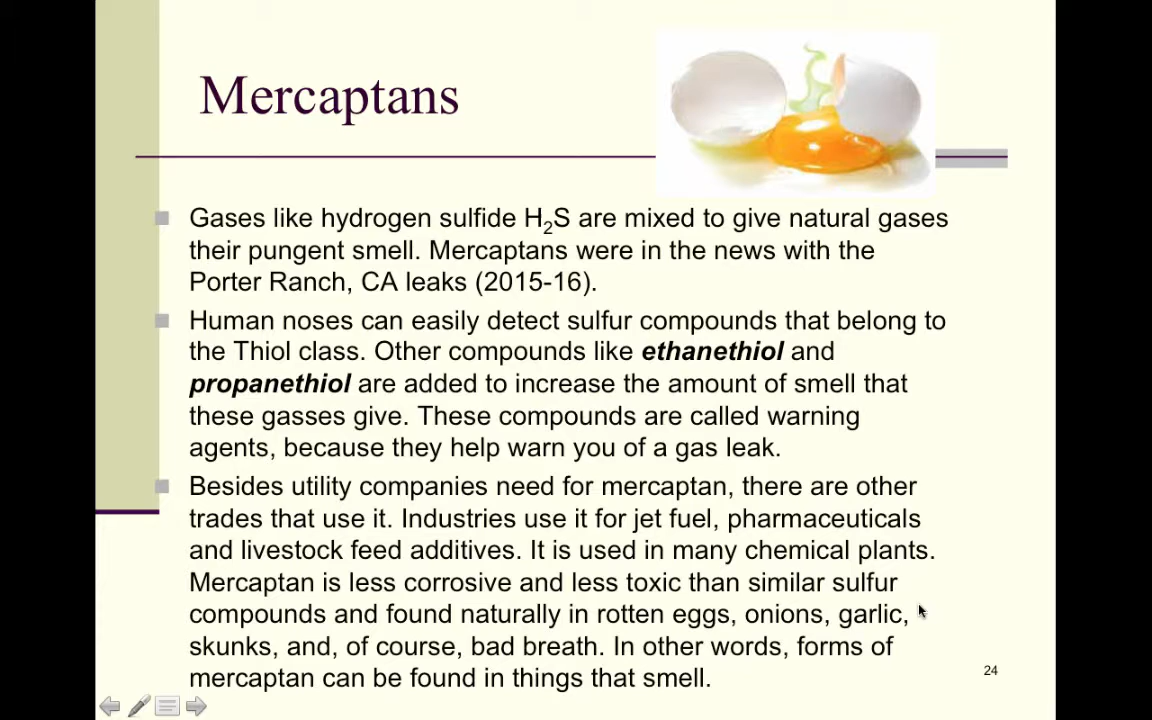 Mercaptans
Gases like hydrogen sulfide H₂S are mixed to give natural gases
their pungent smell. Mercaptans were in the news with the
Porter Ranch, CA leaks (2015-16).
Human noses can easily detect sulfur compounds that belong to
the Thiol class. Other compounds like ethanethiol and
propanethiol are added to increase the amount of smell that
these gasses give. These compounds are called warning
agents, because they help warn you of a gas leak.
Besides utility companies need for mercaptan, there are other
trades that use it. Industries use it for jet fuel, pharmaceuticals
and livestock feed additives. It is used in many chemical plants.
Mercaptan is less corrosive and less toxic than similar sulfur
compounds and found naturally in rotten eggs, onions, garlic,
skunks, and, of course, bad breath. In other words, forms of
mercaptan can be found in things that smell.
24